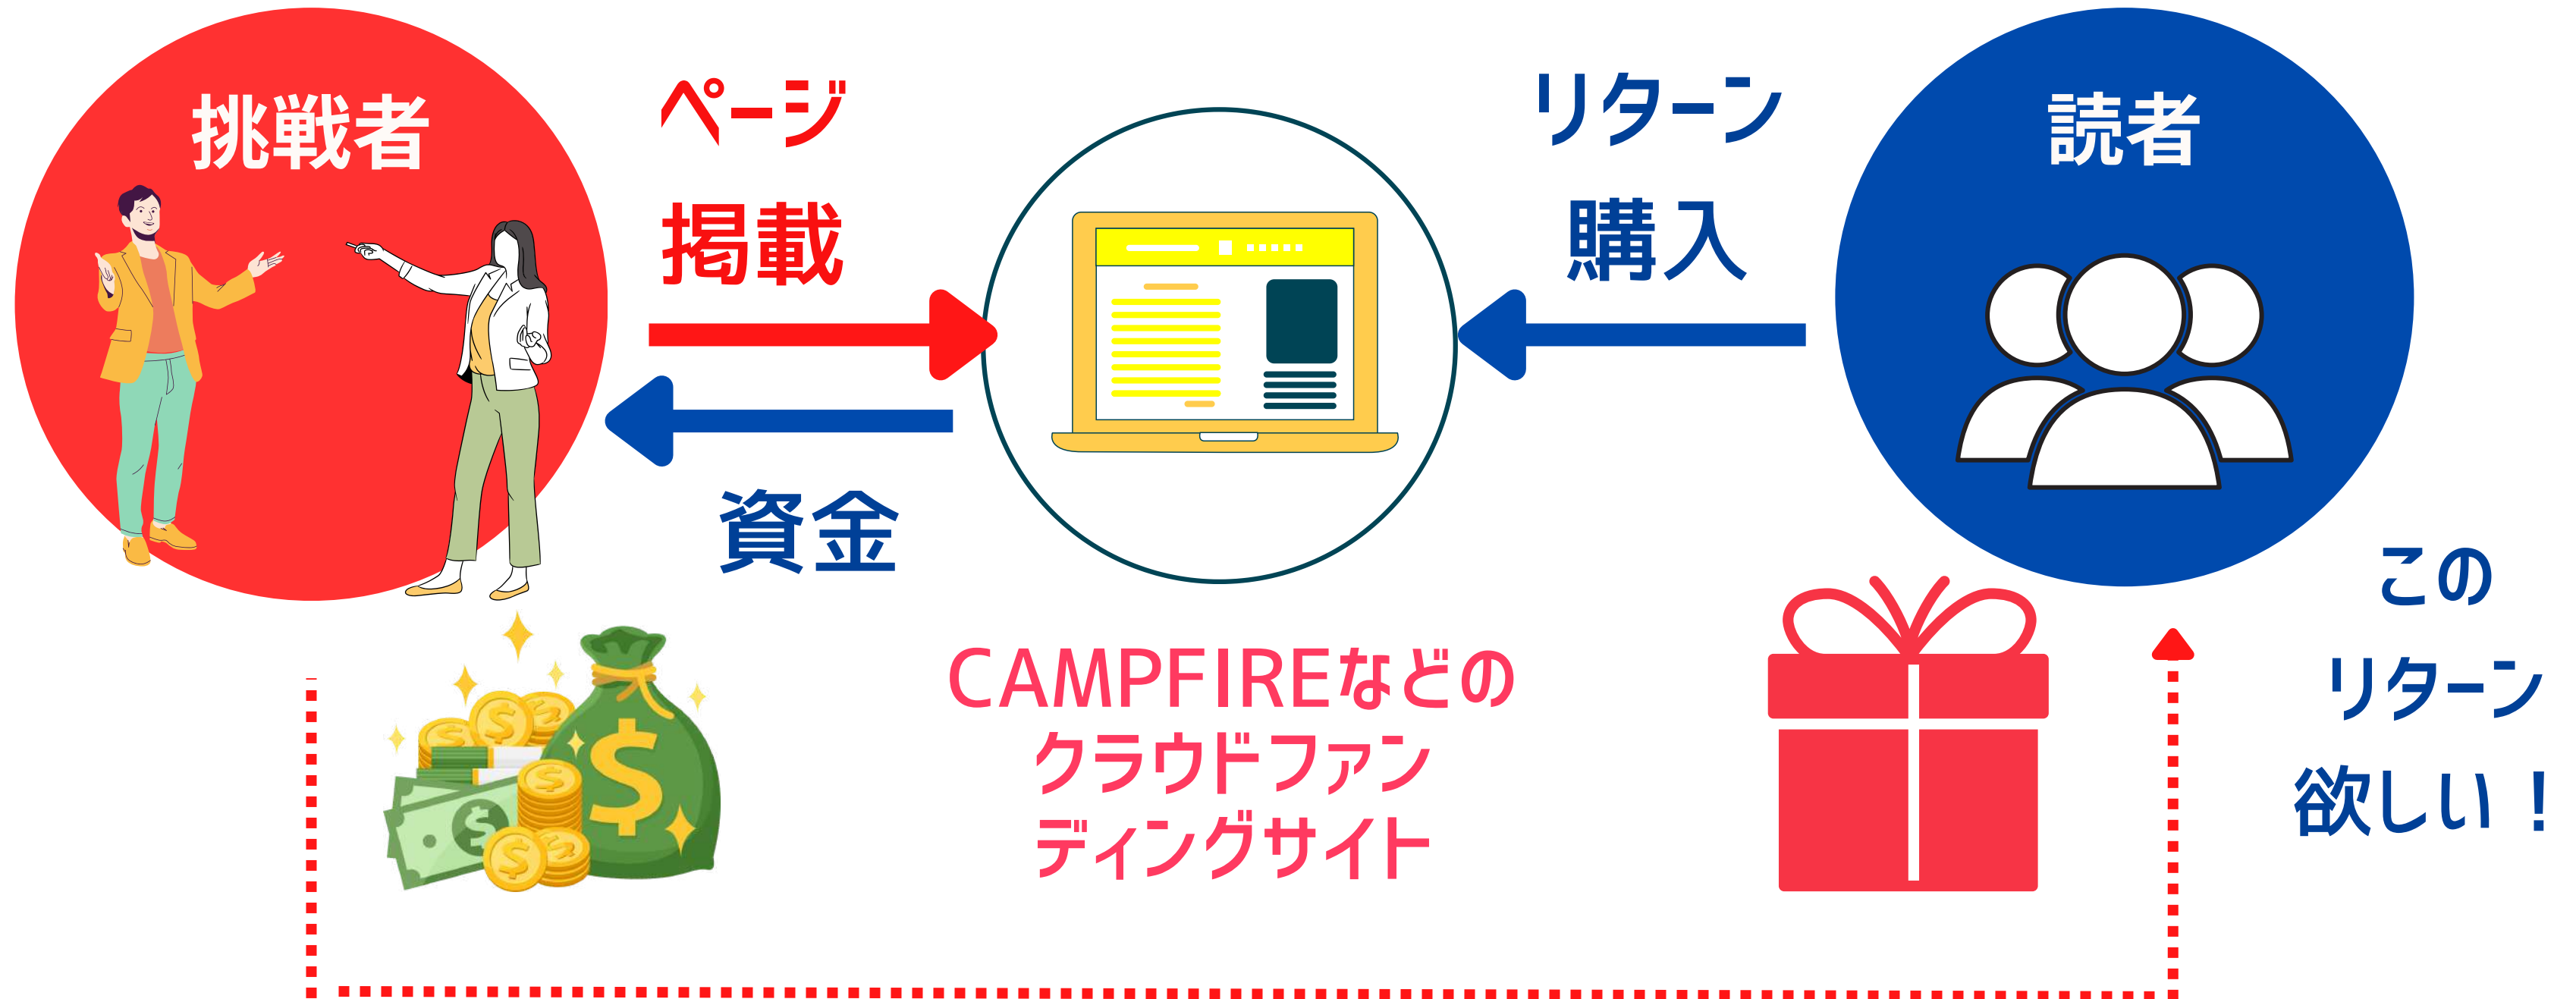 挑戦者
ページ
掲載
資金
CAMPFIREなどの
クラウドファン
ディングサイト
リターン
購入
読者
この
リターン
欲しい！